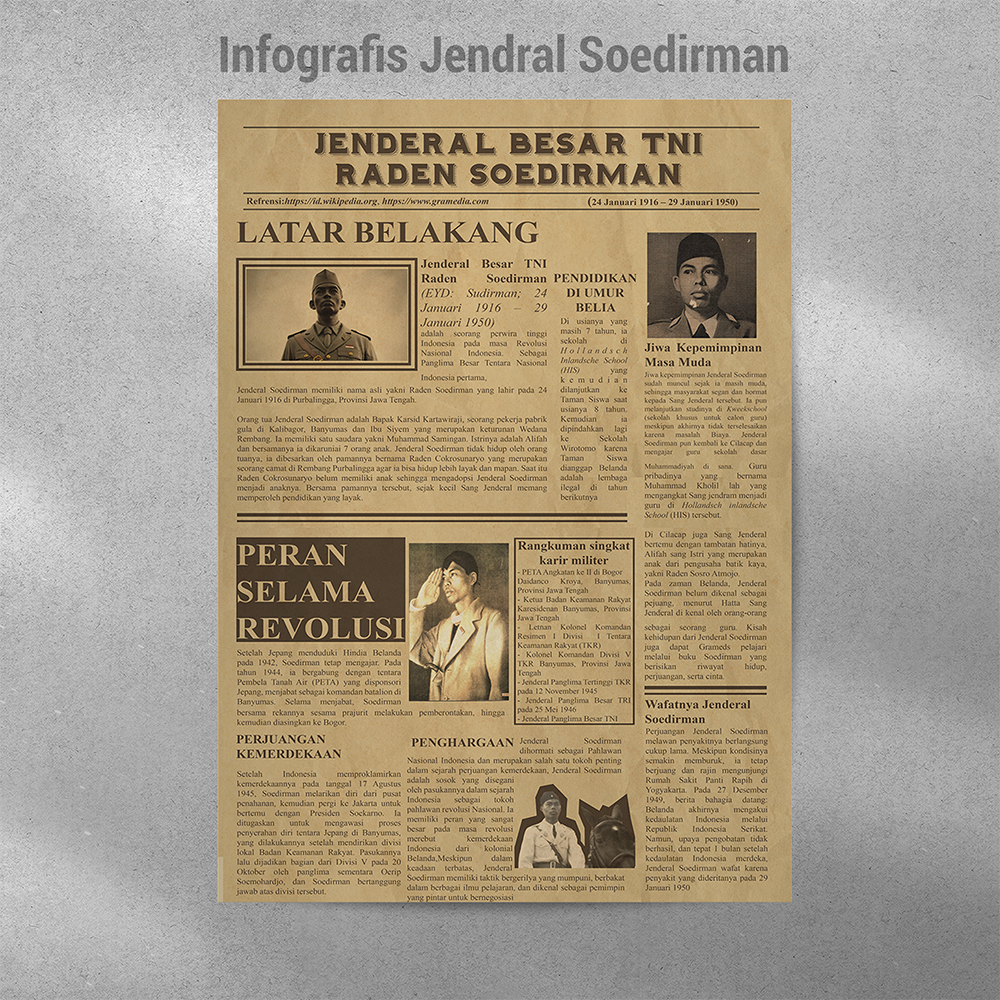 Infografis Jendral Soedirman
JENDERAL BESAR TNI
RADEN SOEDIRMAN
Refrensi:https://id.wikipedia.org, https://www.gramedia.com
(24 Januari 1916 – 29 Januari 1950)
LATAR BELAKANG
Jenderal Besar TNI
Raden Soedirman
(EYD: Sudirman; 24
Januari 1916 – 29
Januari 1950)
adalah seorang perwira tinggi
Indonesia pada masa Revolusi
Nasional Indonesia. Sebagai
Panglima Besar Tentara Nasional
Indonesia pertama,
Jenderal Soedirman memiliki nama asli yakni Raden Soedirman yang lahir pada 24
Januari 1916 di Purbalingga, Provinsi Jawa Tengah.
Orang tua Jenderal Soedirman adalah Bapak Karsid Kartawiraji, seorang pekerja pabrik
gula di Kalibagor, Banyumas dan Ibu Siyem yang merupakan keturunan Wedana
Rembang. Ia memiliki satu saudara yakni Muhammad Samingan. Istrinya adalah Alifah
dan bersamanya ia dikaruniai 7 orang anak. Jenderal Soedirman tidak hidup oleh orang
tuanya, ia dibesarkan oleh pamannya bernama Raden Cokrosunaryo yang merupakan
seorang camat di Rembang Purbalingga agar ia bisa hidup lebih layak dan mapan. Saat itu
Raden Cokrosunaryo belum memiliki anak sehingga mengadopsi Jenderal Soedirman
menjadi anaknya. Bersama pamannya tersebut, sejak kecil Sang Jenderal memang
memperoleh pendidikan yang layak.
PENDIDIKAN
DI UMUR
BELIA
Di usianya yang
masih 7 tahun, ia
sekolah di
Hollandsch
Inlandsche School
(HIS) yang
kemudian
dilanjutkan ke
Taman Siswa saat
usianya 8 tahun.
Kemudian ia
dipindahkan lagi
ke Sekolah
Wirotomo karena
Taman Siswa
dianggap Belanda
adalah lembaga
ilegal di tahun
berikutnya
Jiwa Kepemimpinan
Masa Muda
Jiwa kepemimpinan Jenderal Soedirman
sudah muncul sejak ia masih muda,
sehingga masyarakat segan dan hormat
kepada Sang Jenderal tersebut. Ia pun
melanjutkan studinya di Kweekschool
(sekolah khusus untuk calon guru)
meskipun akhirnya tidak terselesaikan
karena masalah Biaya Jenderal
Soedirman pun kembali ke Cilacap dan
mengajar guru sekolah dasar
Muhammadiyah di sana. Guru
pribadinya yang bernama
Muhammad Kholil lah yang
mengangkat Sang jendram menjadi
guru di Hollandsch inlandsche
School (HIS) tersebut.
Di Cilacap juga Sang Jenderal
bertemu dengan tambatan hatinya,
Alifah sang Istri yang merupakan
anak dari pengusaha batik kaya,
yakni Raden Sosro Atmojo.
Pada zaman Belanda, Jenderal
Soedirman belum dikenal sebagai
pejuang, menurut Hatta Sang
Jenderal di kenal oleh orang-orang
sebagai seorang guru. Kisah
kehidupan dari Jenderal Soedirman
juga dapat Grameds pelajari
melalui buku Soedirman yang
berisikan riwayat hidup,
perjuangan, serta cinta.
PERAN
SELAMA
REVOLUSI
Setelah Jepang menduduki Hindia Belanda
pada 1942, Soedirman tetap mengajar. Pada
tahun 1944, ia bergabung dengan tentara
Pembela Tanah Air (PETA) yang disponsori
Jepang, menjabat sebagai komandan batalion di
Banyumas. Selama menjabat, Soedirman
bersama rekannya sesama prajurit melakukan pemberontakan, hingga
kemudian diasingkan ke Bogor.
Rangkuman singkat
karir militer
- PETA Angkatan ke II di Bogor
Daidanco Kroya, Banyumas,
Provinsi Jawa Tengah
- Ketua Badan Keamanan Rakyat
Karesidenan Banyumas, Provinsi
Jawa Tengah
- Letnan Kolonel Komandan
Resimen I Divisi I Tentara
Keamanan Rakyat (TKR)
- Kolonel Komandan Divisi V
TKR Banyumas, Provinsi Jawa
Tengah
- Jenderal Panglima Tertinggi TKR
pada 12 November 1945
- Jenderal Panglima Besar TRI
pada 25 Mei 1946
- Jenderal Panglima Besar TNI
PERJUANGAN
KEMERDEKAAN
Setelah Indonesia memproklamirkan
kemerdekaannya pada tanggal 17 Agustus
1945, Soedirman melarikan diri dari pusat
penahanan, kemudian pergi ke Jakarta untuk
bertemu dengan Presiden Soekarno. Ia
ditugaskan untuk mengawasi proses
penyerahan diri tentara Jepang di Banyumas,
yang dilakukannya setelah mendirikan divisi
lokal Badan Keamanan Rakyat. Pasukannya
lalu dijadikan bagian dari Divisi V pada 20
Oktober oleh panglima sementara Oerip
Soemohardjo, dan Soedirman bertanggung
jawab atas divisi tersebut.
PENGHARGAAN
Jenderal Soedirman
dihormati sebagai Pahlawan
Nasional Indonesia dan merupakan salah satu tokoh penting
dalam sejarah perjuangan kemerdekaan, Jenderal Soedirman
adalah sosok yang disegani
oleh pasukannya dalam sejarah
Indonesia sebagai tokoh
pahlawan revolusi Nasional. Ia
memiliki peran yang sangat
besar pada masa revolusi
merebut kemerdekaan
Indonesia dari kolonial
Belanda,Meskipun dalam
keadaan terbatas, Jenderal
Soedirman memiliki taktik bergerilya yang mumpuni, berbakat
dalam berbagai ilmu pelajaran, dan dikenal sebagai pemimpin
yang pintar untuk bernegosiasi
Wafatnya Jenderal
Soedirman
Perjuangan Jenderal Soedirman
melawan penyakitnya berlangsung
cukup lama. Meskipun kondisinya
semakin memburuk, ia tetap
berjuang dan rajin mengunjungi
Rumah Sakit Panti Rapih di
Yogyakarta. Pada 27 Desember
1949, berita bahagia datang:
Belanda akhirnya mengakui
kedaulatan Indonesia melalui
Republik Indonesia Serikat.
Namun, upaya pengobatan tidak
berhasil, dan tepat 1 bulan setelah
kedaulatan Indonesia merdeka,
Jenderal Soedirman wafat karena
penyakit yang dideritanya pada 29
Januari 1950